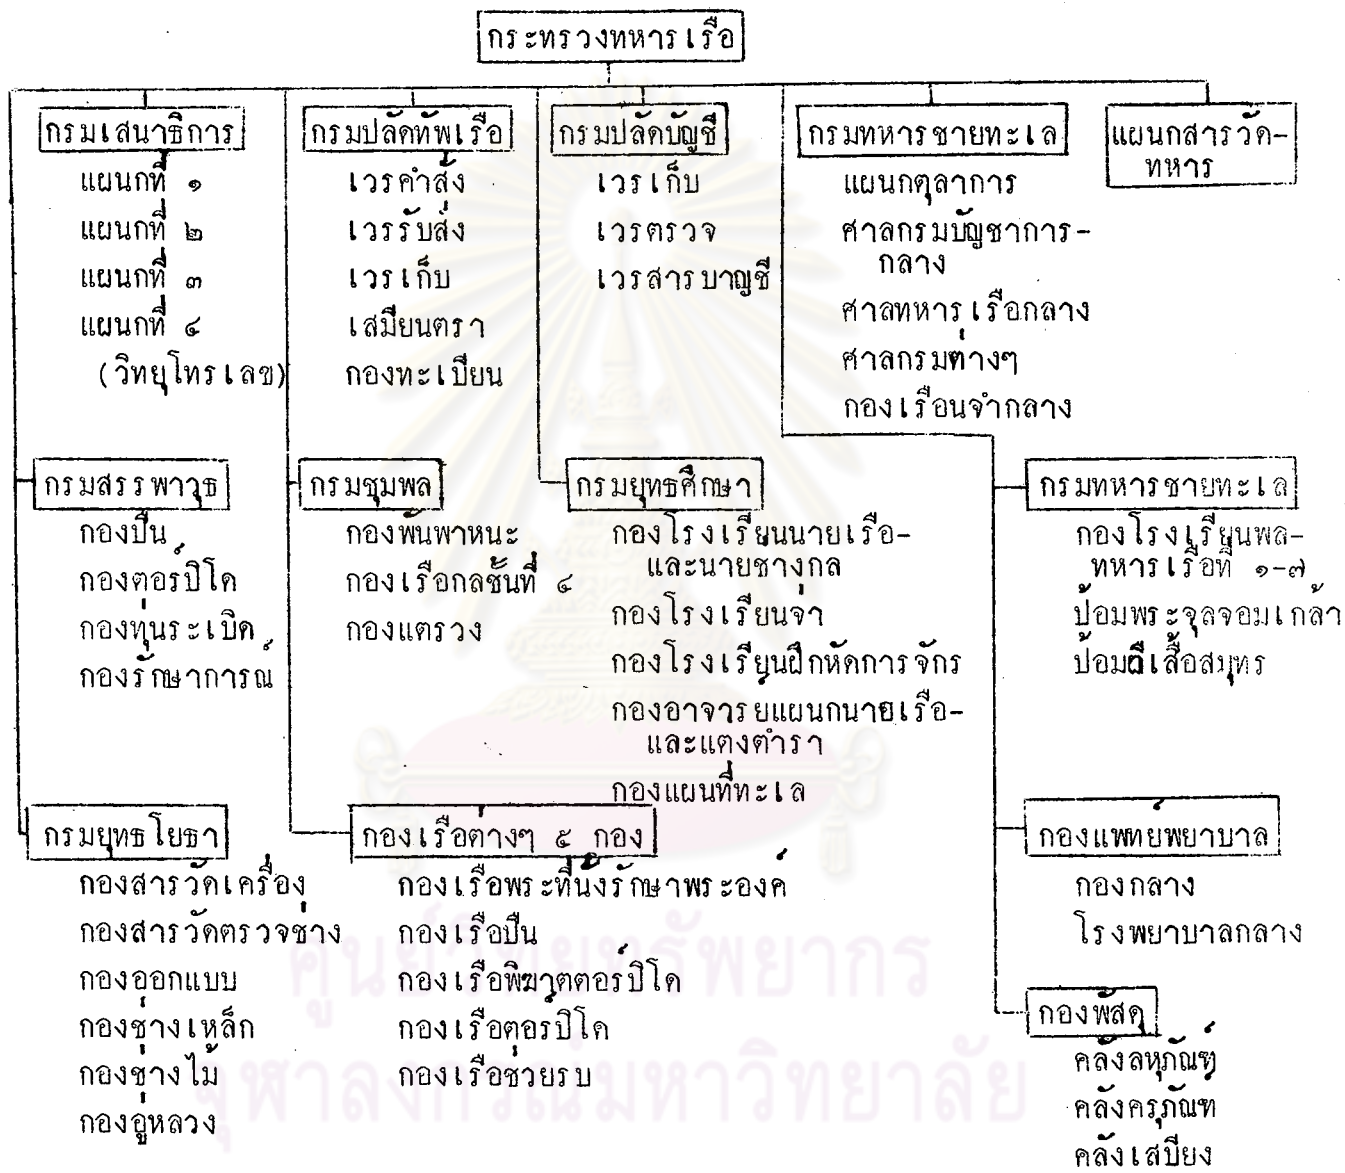 กระทรวงทหารเรือ
กรมเสนาธิการ
แผนกที่ ๑
แผนกที่ ๒
แผนกที่ ๓
แผนกที่ ๔
(วิทยุโทรเลข)
กรมปลัดทัพเรือ
เวรคำสั่ง
เวรรับส่ง
เวรเก็บ
เสมียนตรา
กองทะเบียน
กรมปลัดบัญชี
เวรเก็บ
เวรตรวจ
เวรสารบาญชี
กรมทหารชายทะเล
แผนกตุลาการ
ศาลกรมบัญชาการ-
กลาง
ศาลทหารเรือกลาง
ศาลกรมต่างๆ
กองเรือนจำกลาง
แผนกสารวัด-
ทหาร
กรมสรรพาวุธ
กองปืน
กองตอร์ปิโด
กองทุ่นระเบิด
กองรักษาการณ์
กรมชุมพล
กองพันพาหนะ
กองเรือกลชั้นที่ ๔
กองแตรวง
กรมยุทธศึกษา
กองโรงเรียนนายเรือ-
และนายช่างกล
กองโรงเรียนจ่า
กองโรงเรียนฝึกหัดการจักร
กองอาจารย์แผนกนายเรือ-
และแต่งตำรา
กองแผนที่ทะเล
กรมทหารชายทะเล
กองโรงเรียนพล-
ทหารเรือที่ ๑-๗
ป้อมพระจุลจอมเกล้า
ป้อมผีเสื้อสมุทร
กรมยุทธโยธา
กองสารวัดเครื่อง
กองสารวัดตรวจช่าง
กองออกแบบ
กองช่างเหล็ก
กองช่างไม้
กองอู่หลวง
กองเรือต่างๆ ๕ กอง
กองเรือพระที่นั่งรักษาพระองค์
กองเรือปืน
กองเรือพิฆาตตอร์ปิโด
กองเรือตอร์ปิโด
กองเรือช่วยรบ
กองแพทย์พยาบาล
กองกลาง
โรงพยาบาลกลาง
กองพัสดุ
คลังลหุภัณฑ์
คลังครุภัณฑ์
คลังเสบียง
ศูนย์วิทยทรัพยากร
จุฬาลงกรณ์มหาวิทยาลัย